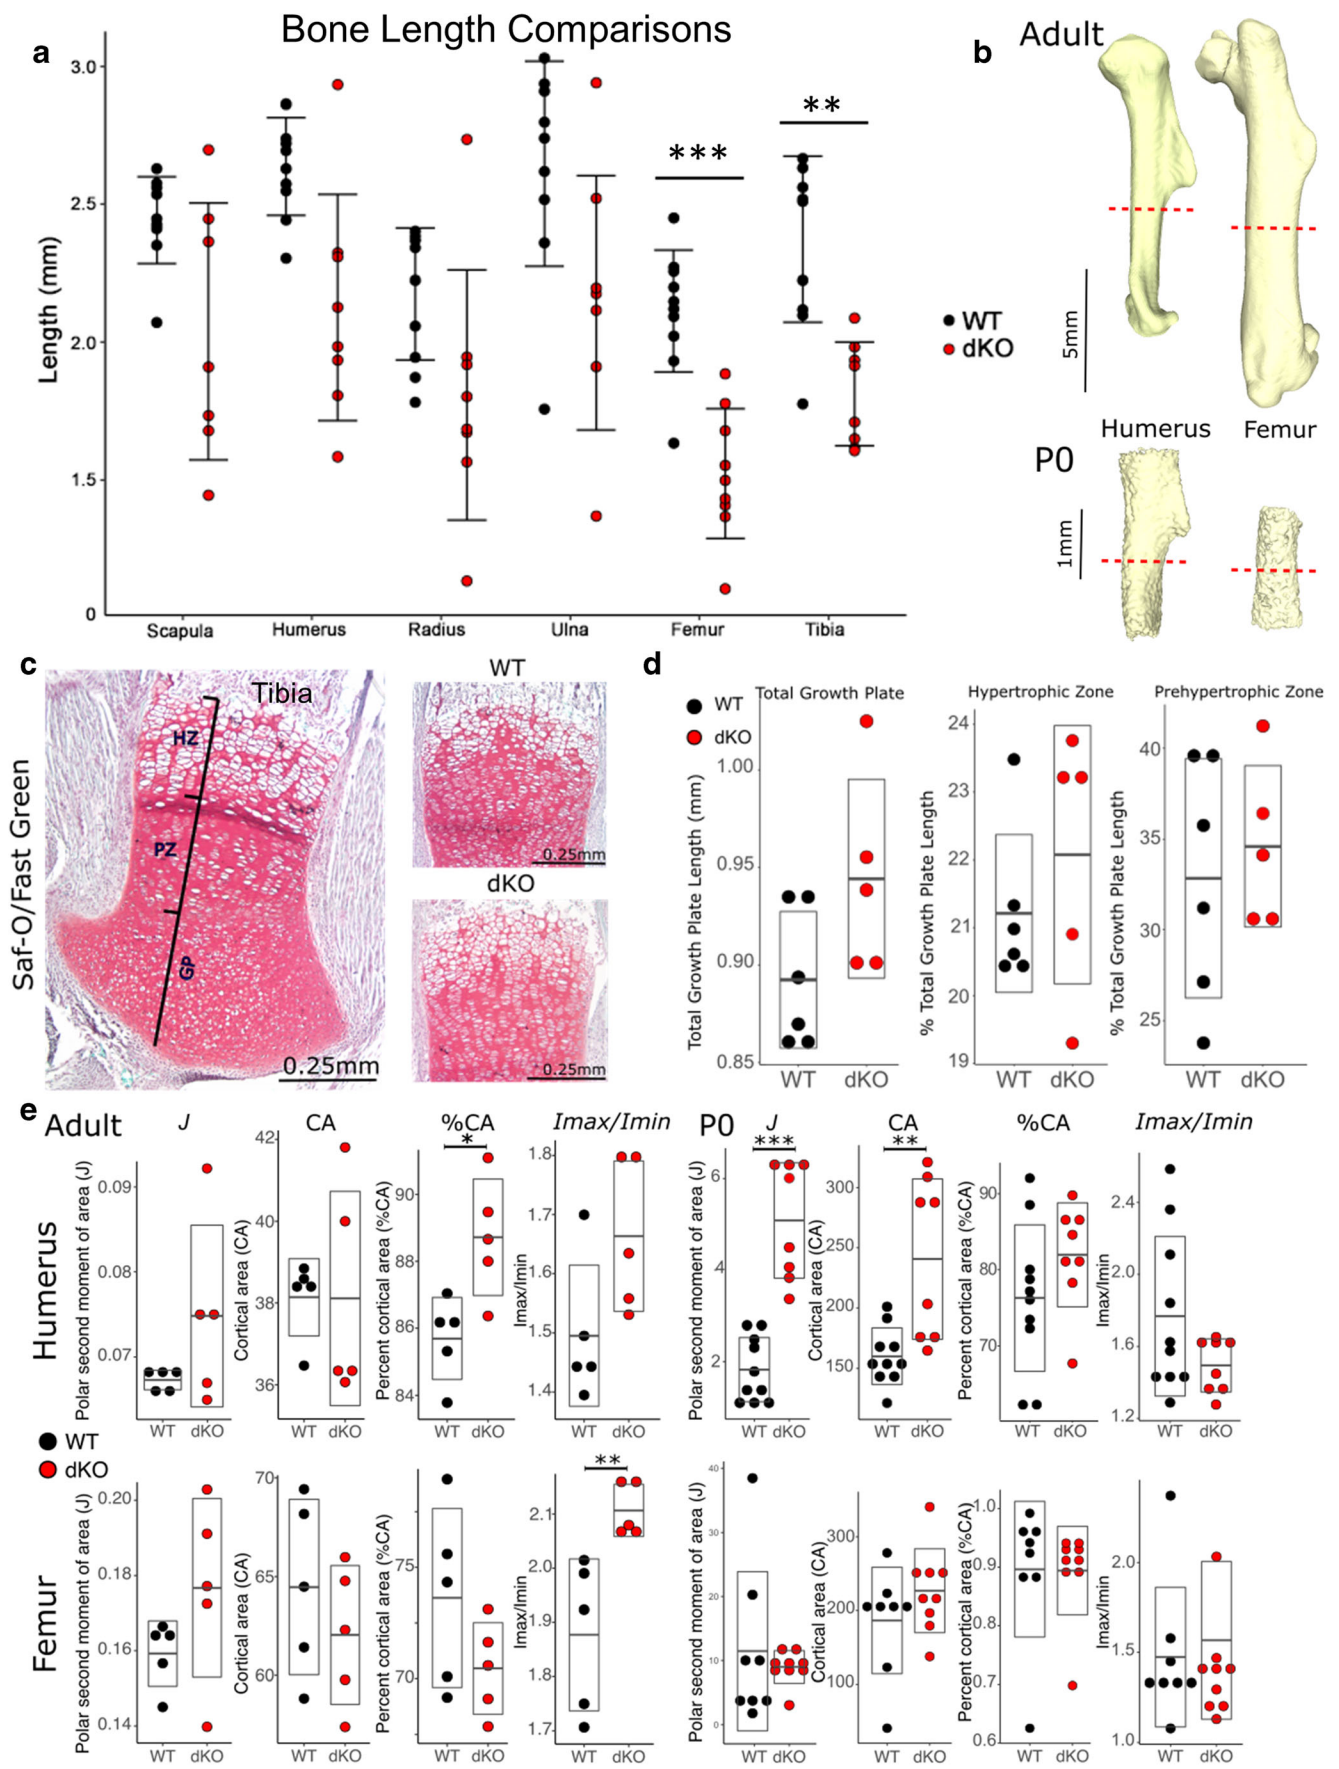 Bone Length Comparisons
a
Length (mm)
3.0
2.5
2.0
1.5
0
Scapula Humerus Radius Ulna Femur Tibia
***
**
WT
dKO
b
Adult
5mm
Humerus Femur
P0
1mm
c
Saf-O/Fast Green
Tibia
HZ
PZ
GP
0.25mm
WT
0.25mm
dKO
0.25mm
d
WT
dKO
Total Growth Plate
Total Growth Plate Length (mm)
1.00
0.95
0.90
0.85
WT dKO
Hypertrophic Zone
% Total Growth Plate Length
24
23
22
21
20
19
WT dKO
Prehypertrophic Zone
% Total Growth Plate Length
40
35
30
25
WT dKO
e
Adult
J CA %CA Imax/Imin
P0
J CA %CA Imax/Imin
Humerus
Polar second moment of area (J)
0.09
0.08
0.07
WT dKO
Cortical area (CA)
42
40
38
36
WT dKO
*
Percent cortical area (%CA)
90
88
86
84
WT dKO
Imax/Imin
1.8
1.7
1.6
1.5
1.4
WT dKO
***
Polar second moment of area (J)
6
4
2
WT dKO
**
Cortical area (CA)
300
250
200
150
WT dKO
Percent cortical area (%CA)
90
80
70
WT dKO
Imax/Imin
2.4
2.0
1.6
1.2
WT dKO
WT
dKO
Femur
Polar second moment of area (J)
0.20
0.18
0.16
0.14
WT dKO
Cortical area (CA)
70
65
60
WT dKO
Percent cortical area (%CA)
75
70
WT dKO
**
Imax/Imin
2.1
2.0
1.9
1.8
1.7
WT dKO
Polar second moment of area (J)
40
30
20
10
0
WT dKO
Cortical area (CA)
300
200
100
WT dKO
Percent cortical area (%CA)
1.0
0.9
0.8
0.7
0.6
WT dKO
Imax/Imin
2.0
1.5
1.0
WT dKO